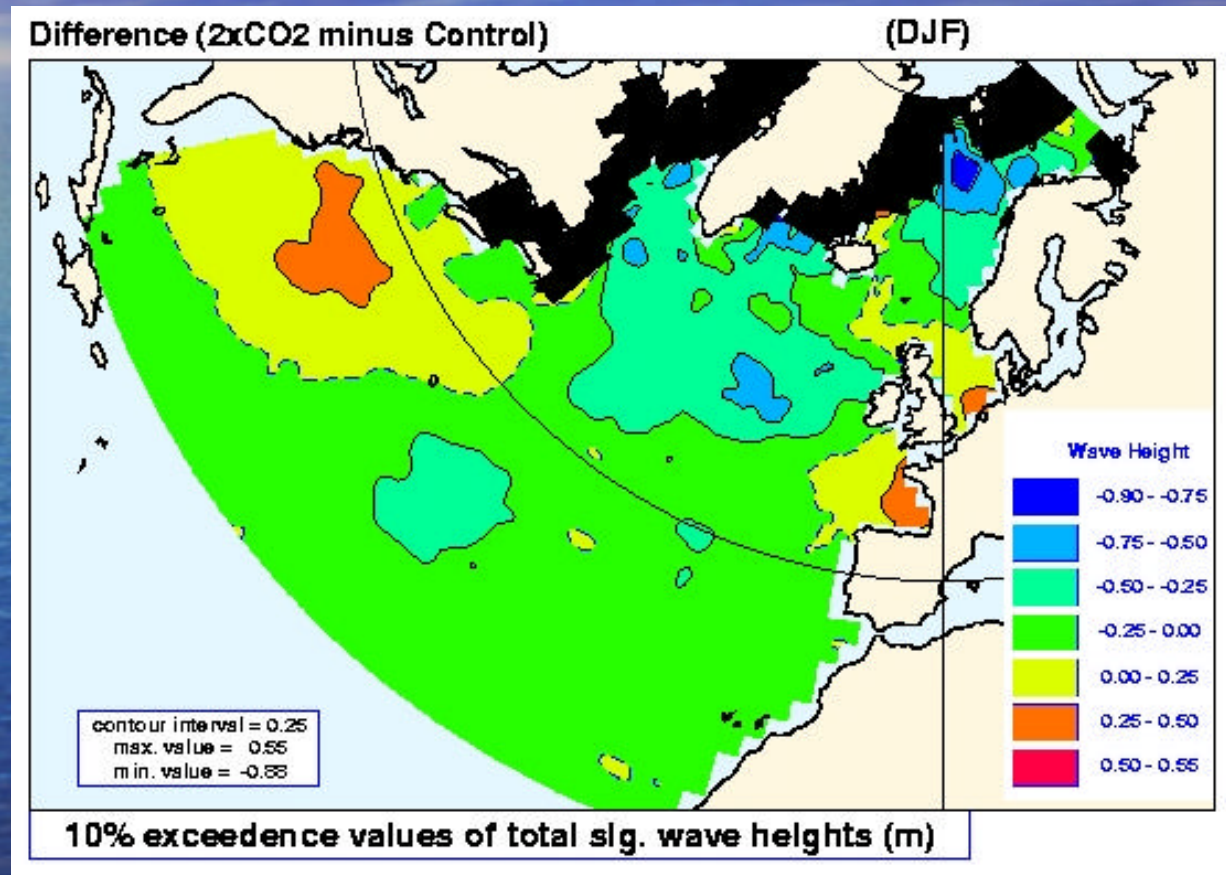 Difference (2xCO2 minus Control) (DJF)
Wave Height
-0.90 - -0.75
-0.75 - -0.50
-0.50 - -0.25
-0.25 - 0.00
0.00 - 0.25
0.25 - 0.50
0.50 - 0.55
contour interval = 0.25
max. value = 0.55
min. value = -0.88
10% exceedence values of total sig. wave heights (m)